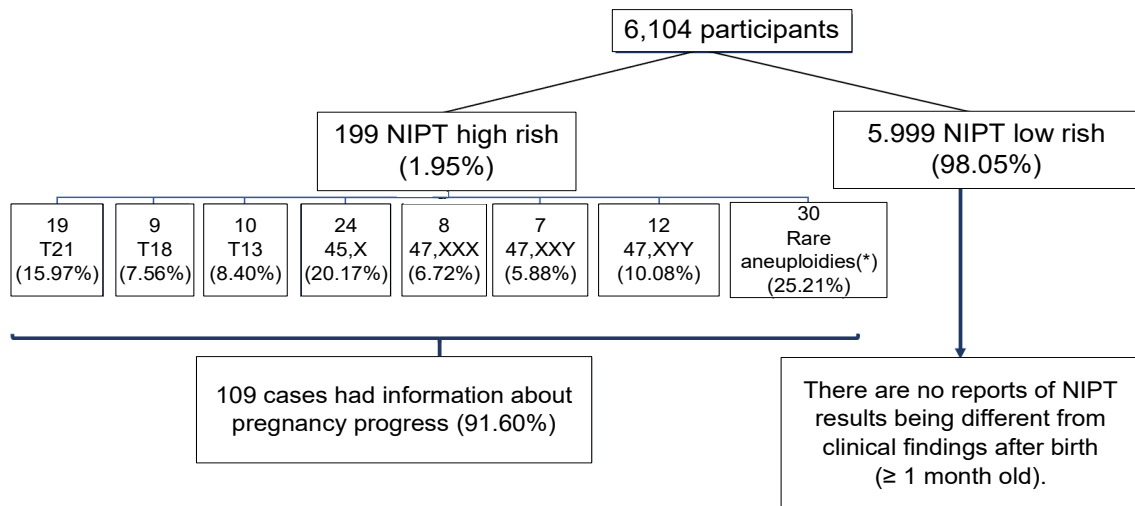 6,104 participants
199 NIPT high rish
(1.95%)
5.999 NIPT low rish
(98.05%)
19
T21
(15.97%)
9
T18
(7.56%)
10
T13
(8.40%)
24
45,X
(20.17%)
8
47,XXX
(6.72%)
7
47,XXY
(5.88%)
12
47,XYY
(10.08%)
30
Rare
aneuploidies(*)
(25.21%)
109 cases had information about
pregnancy progress (91.60%)
There are no reports of NIPT
results being different from
clinical findings after birth
(≥ 1 month old).